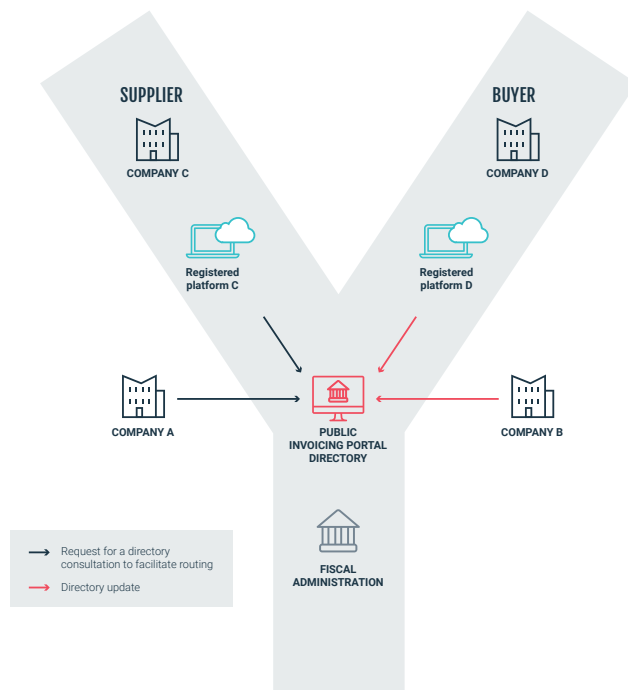 SUPPLIER
BUYER
COMPANY C
COMPANY D
Registered
platform C
Registered
platform D
COMPANY A
PUBLIC
INVOICING PORTAL
DIRECTORY
COMPANY B
Request for a directory
consultation to facilitate routing
Directory update
FISCAL
ADMINISTRATION